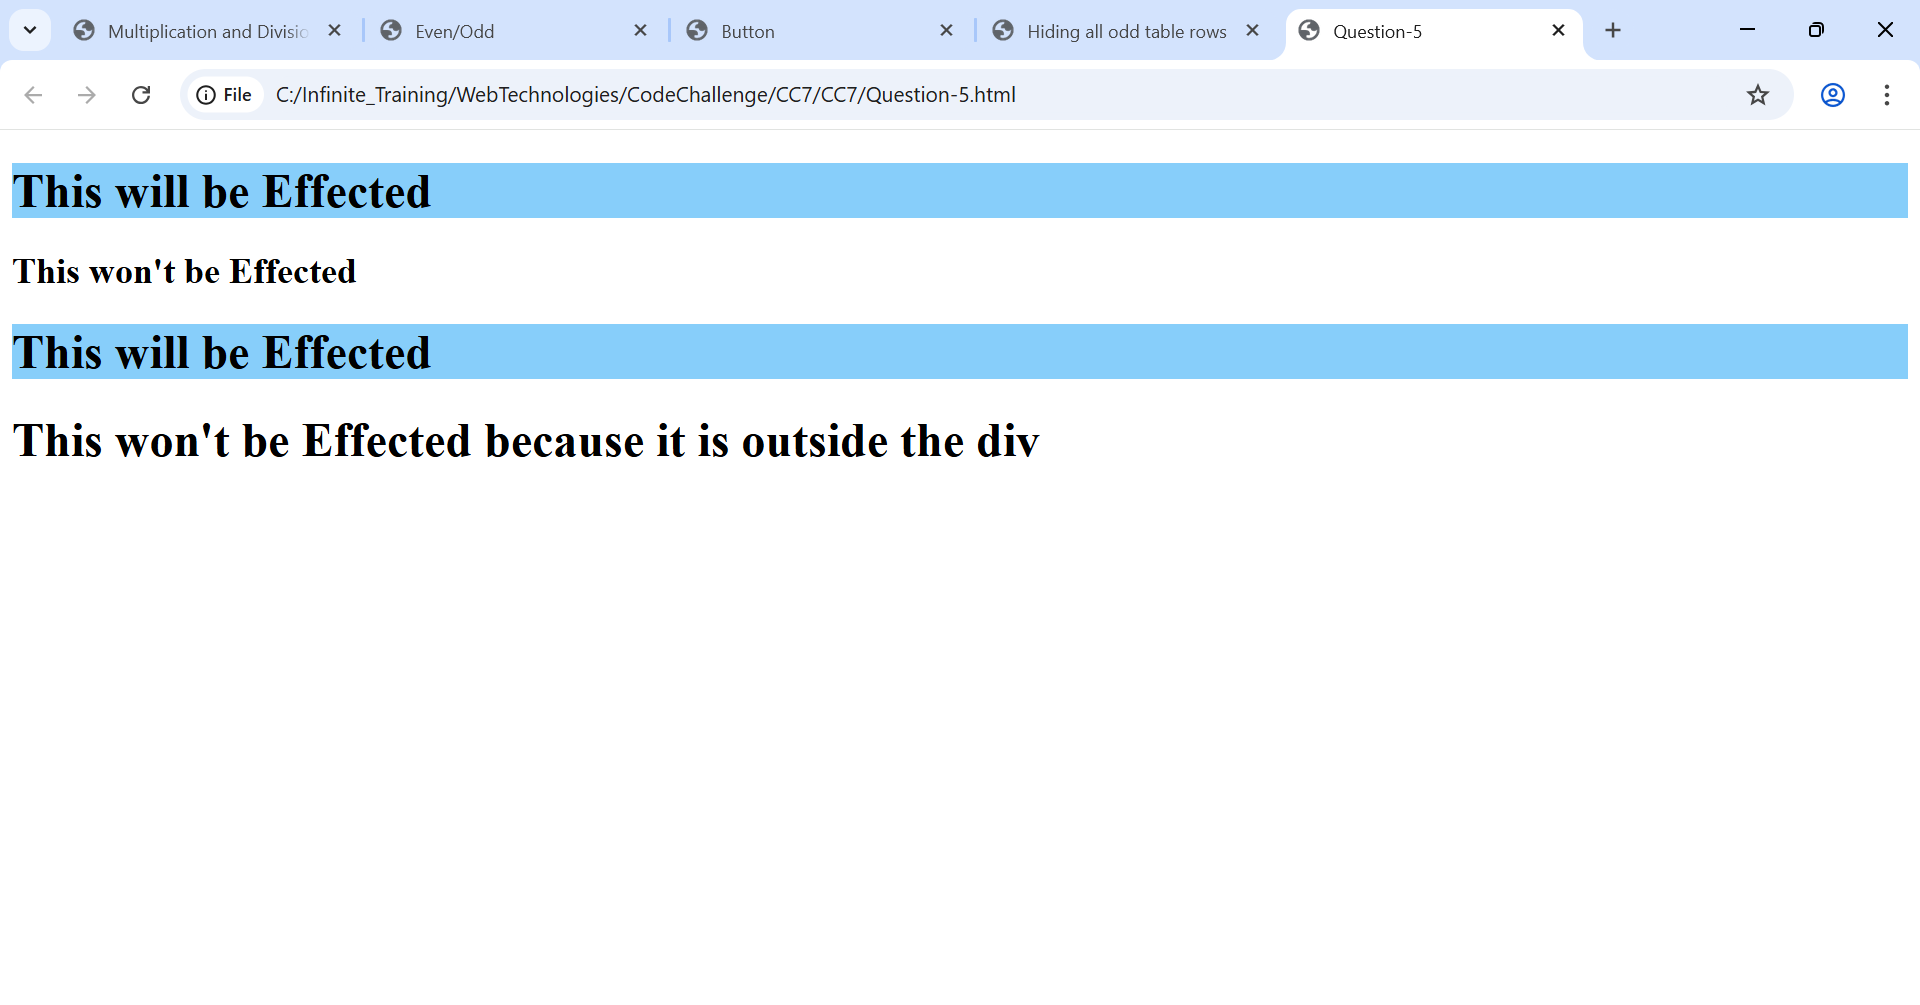 Multiplication and Divisio
Even/Odd
Button
Hiding all odd table rows
Question-5
File
C:/Infinite_Training/WebTechnologies/CodeChallenge/CC7/CC7/Question-5.html
This will be Effected
This won't be Effected
This will be Effected
This won't be Effected because it is outside the div